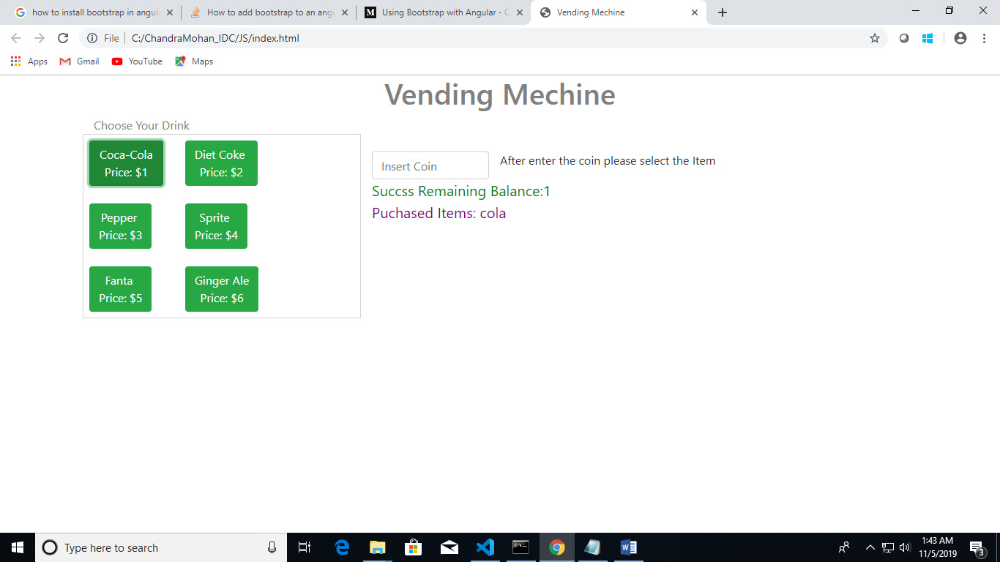 how to install bootstrap in angula
How to add bootstrap to an angu
Using Bootstrap with Angular - C
Vending Mechine
File
C:/ChandraMohan_IDC/JS/index.html
Apps
Gmail
YouTube
Maps
Vending Mechine
Choose Your Drink
Coca-Cola
Price: $1
Diet Coke
Price: $2
Insert Coin
After enter the coin please select the Item
Succss Remaining Balance:1
Puchased Items: cola
Pepper
Price: $3
Sprite
Price: $4
Fanta
Price: $5
Ginger Ale
Price: $6
Type here to search
1:43 AM
11/5/2019
3